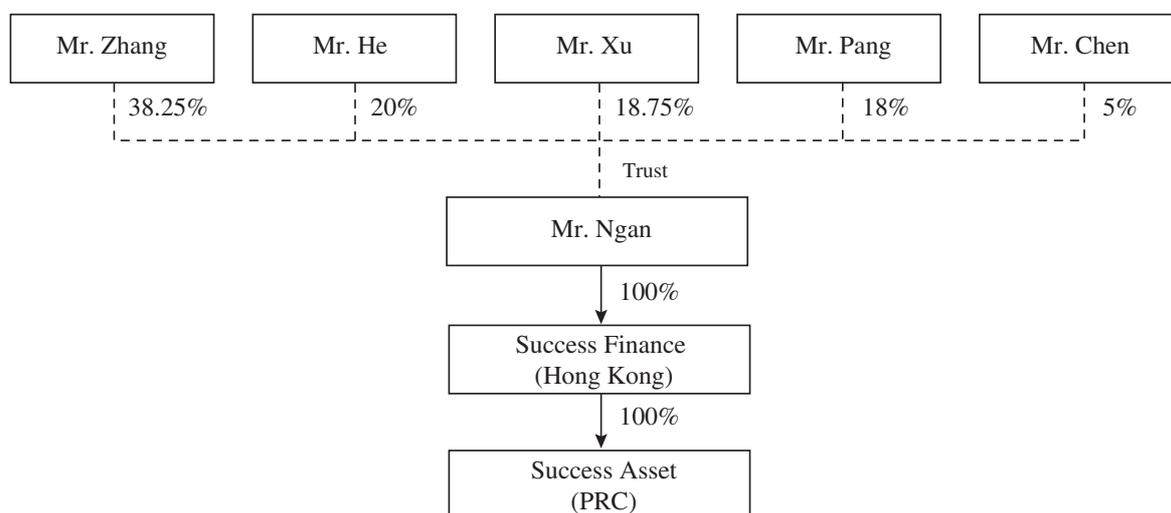 Mr. Zhang
Mr. He
Mr. Xu
Mr. Pang
Mr. Chen
38.25%
20%
18.75%
18%
5%
Trust
Mr. Ngan
100%
Success Finance
(Hong Kong)
100%
Success Asset
(PRC)